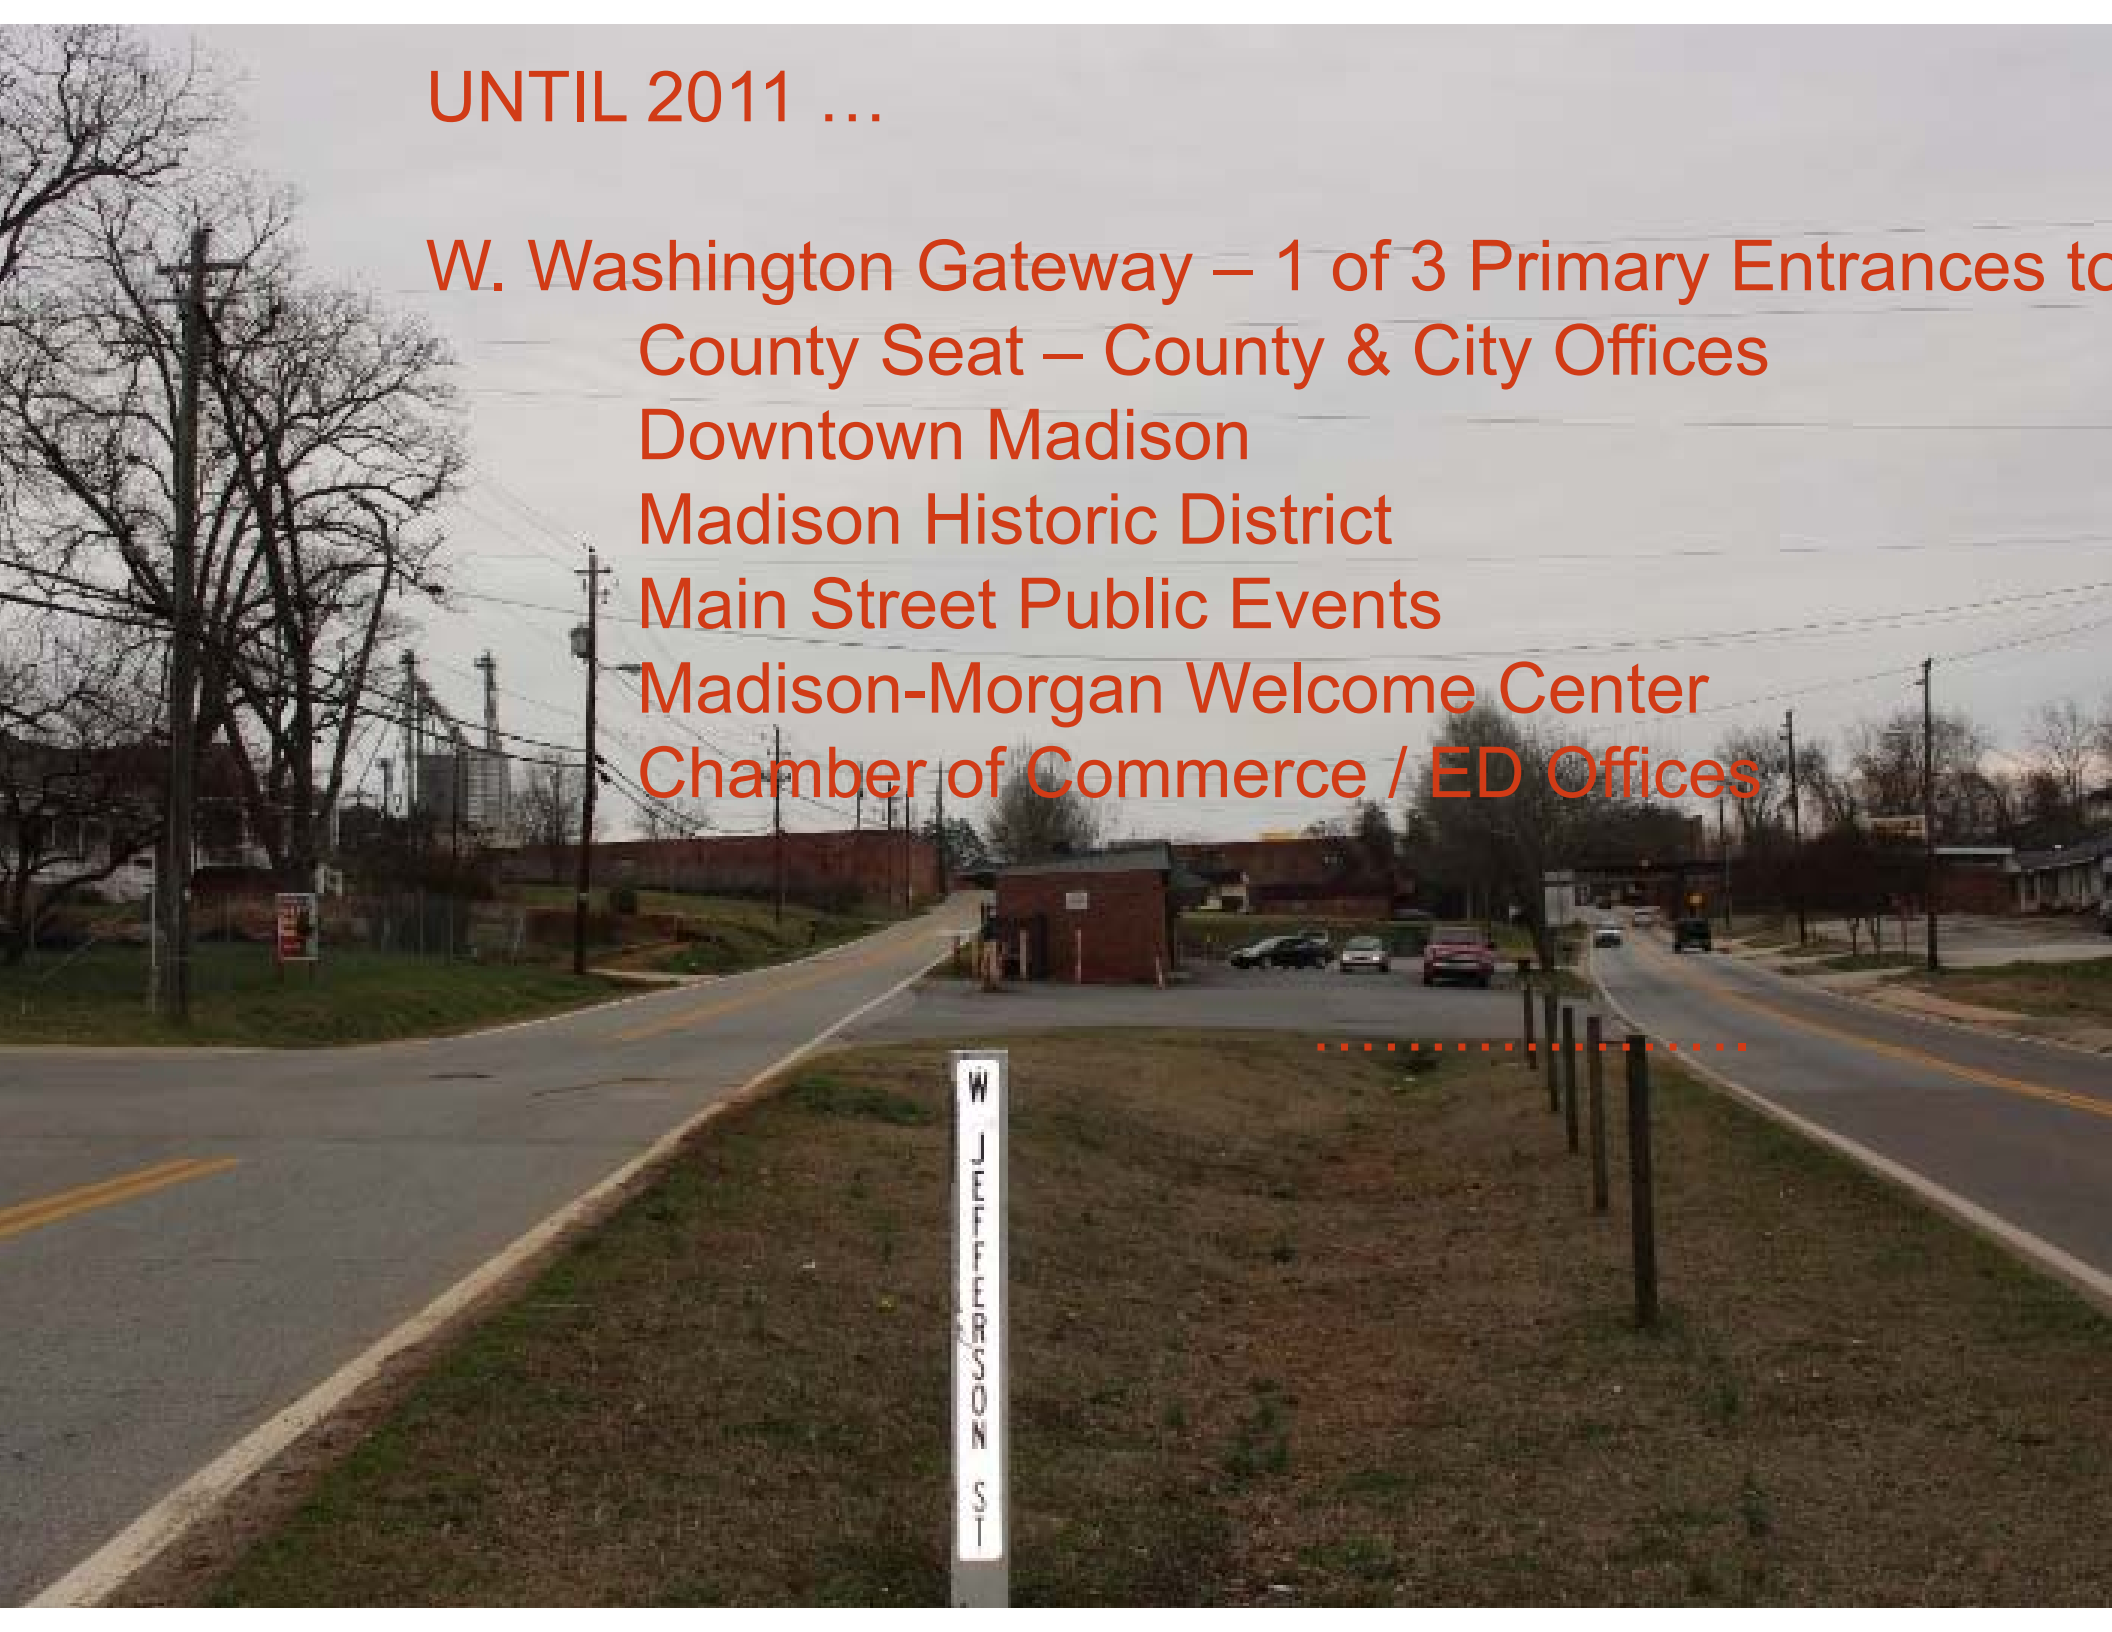 UNTIL 2011 …
W. Washington Gateway – 1 of 3 Primary Entrances to
County Seat – County & City Offices
Downtown Madison
Madison Historic District
Main Street Public Events
Madison-Morgan Welcome Center
Chamber of Commerce / ED Offices
W JEFFERSON ST